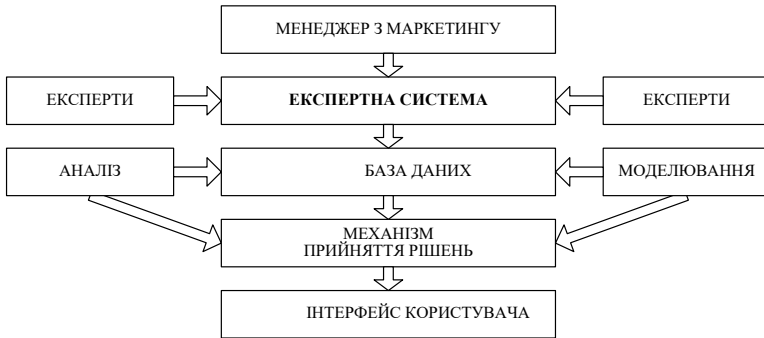 МЕНЕДЖЕР З МАРКЕТИНГУ
ЕКСПЕРТИ
ЕКСПЕРТНА СИСТЕМА
ЕКСПЕРТИ
АНАЛІЗ
БАЗА ДАНИХ
МОДЕЛЮВАННЯ
МЕХАНІЗМ
ПРИЙНЯТТЯ РІШЕНЬ
ІНТЕРФЕЙС КОРИСТУВАЧА